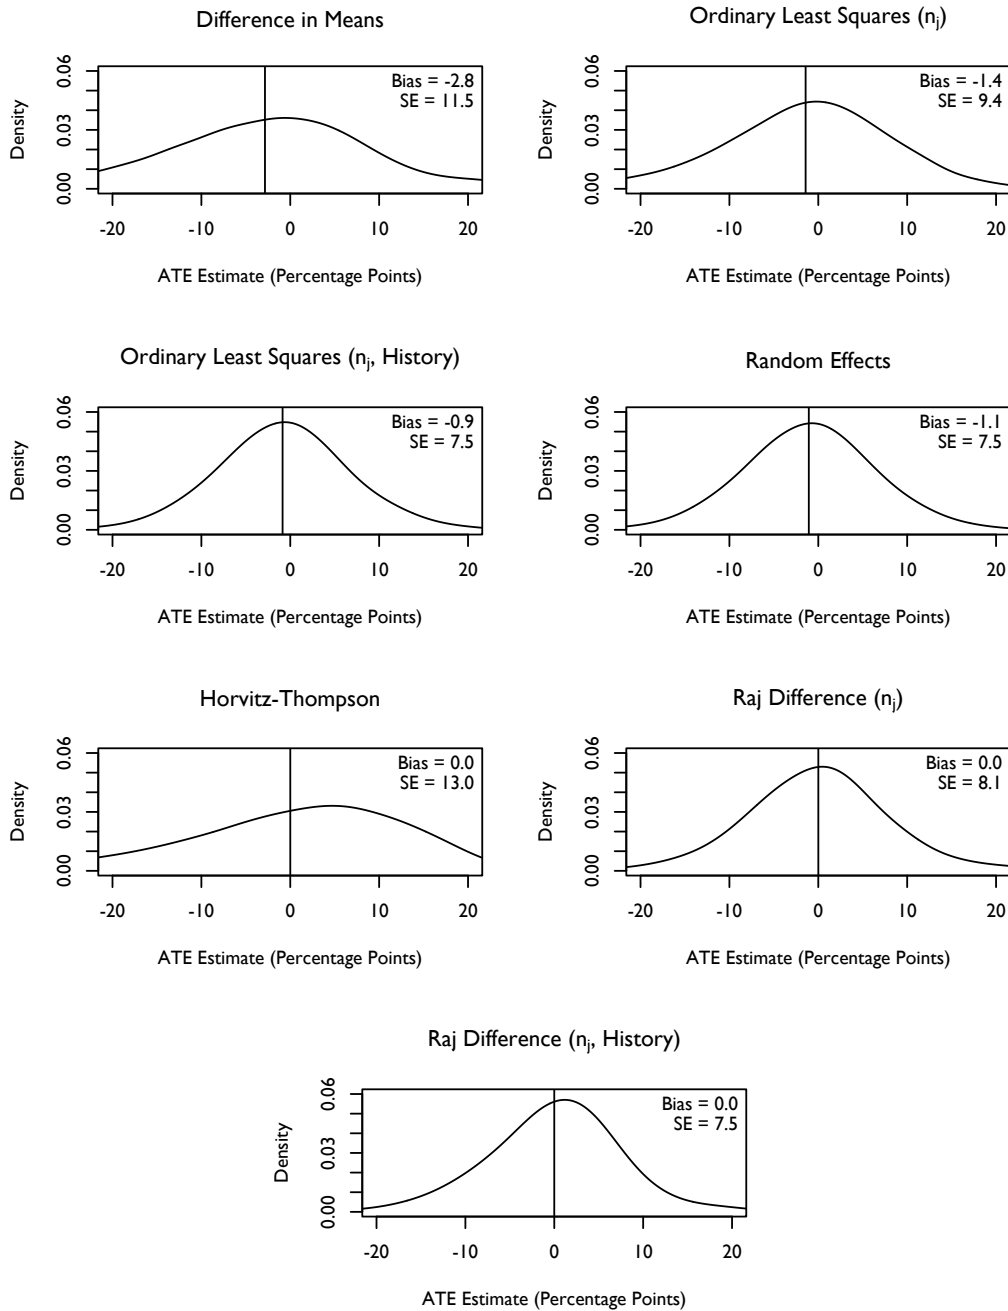 Difference in Means
Bias = -2.8
SE = 11.5
Density
0.00 0.03 0.06
-20 -10 0 10 20
ATE Estimate (Percentage Points)
Ordinary Least Squares (nj)
Bias = -1.4
SE = 9.4
Density
0.00 0.03 0.06
-20 -10 0 10 20
ATE Estimate (Percentage Points)
Ordinary Least Squares (nj, History)
Bias = -0.9
SE = 7.5
Density
0.00 0.03 0.06
-20 -10 0 10 20
ATE Estimate (Percentage Points)
Random Effects
Bias = -1.1
SE = 7.5
Density
0.00 0.03 0.06
-20 -10 0 10 20
ATE Estimate (Percentage Points)
Horvitz-Thompson
Bias = 0.0
SE = 13.0
Density
0.00 0.03 0.06
-20 -10 0 10 20
ATE Estimate (Percentage Points)
Raj Difference (nj)
Bias = 0.0
SE = 8.1
Density
0.00 0.03 0.06
-20 -10 0 10 20
ATE Estimate (Percentage Points)
Raj Difference (nj, History)
Bias = 0.0
SE = 7.5
Density
0.00 0.03 0.06
-20 -10 0 10 20
ATE Estimate (Percentage Points)